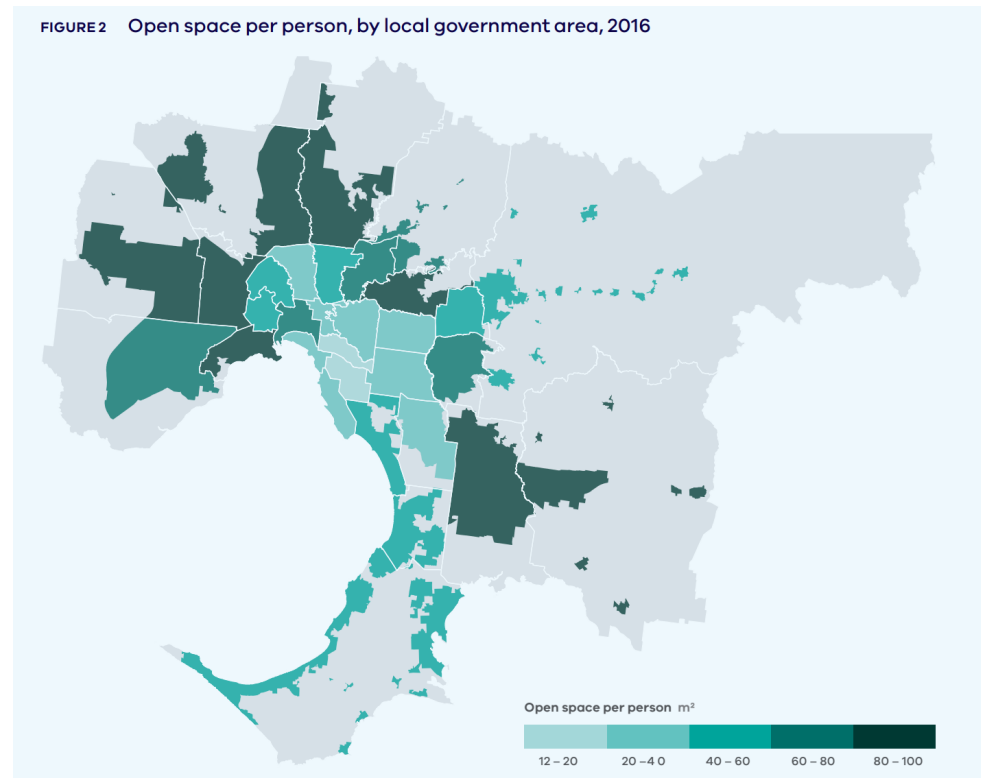 FIGURE 2 Open space per person, by local government area, 2016
Open space per person m²
12 – 20 20 – 4 0 40 – 60 60 – 80 80 – 100